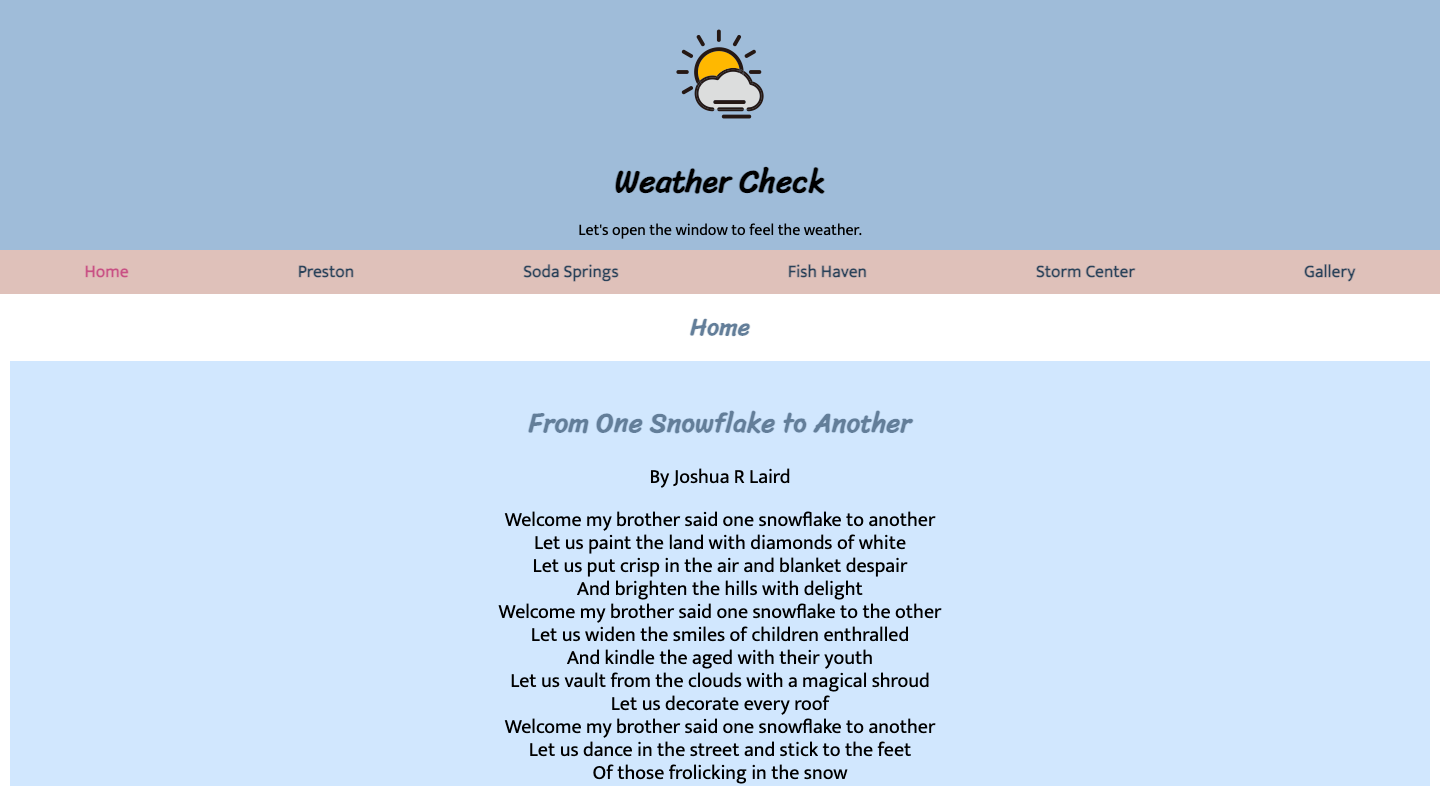 Weather Check
Let's open the window to feel the weather.
Home Preston Soda Springs Fish Haven Storm Center Gallery
Home
From One Snowflake to Another
By Joshua R Laird
Welcome my brother said one snowflake to another
Let us paint the land with diamonds of white
Let us put crisp in the air and blanket despair
And brighten the hills with delight
Welcome my brother said one snowflake to the other
Let us widen the smiles of children enthralled
And kindle the aged with their youth
Let us vault from the clouds with a magical shroud
Let us decorate every roof
Welcome my brother said one snowflake to another
Let us dance in the street and stick to the feet
Of those frolicking in the snow